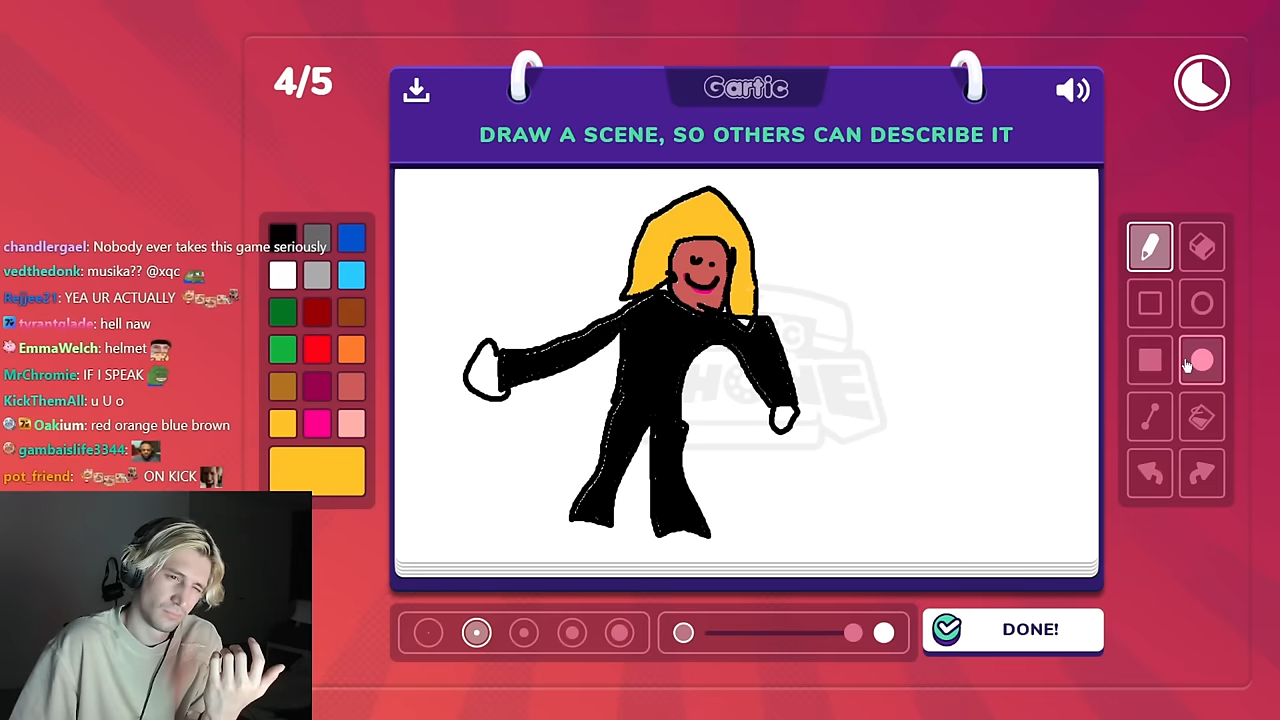 4/5
Gartic
DRAW A SCENE, SO OTHERS CAN DESCRIBE IT
chandlergael: Nobody ever takes this game seriously
vedthedonk: musika?? @xqc
Rejjee21: YEA UR ACTUALLY
tyrantglade: hell naw
EmmaWelch: helmet
MrChromie: IF I SPEAK
KickThemAll: u U o
Oakium: red orange blue brown
gambaislife3344:
pot_friend: ON KICK
DONE!